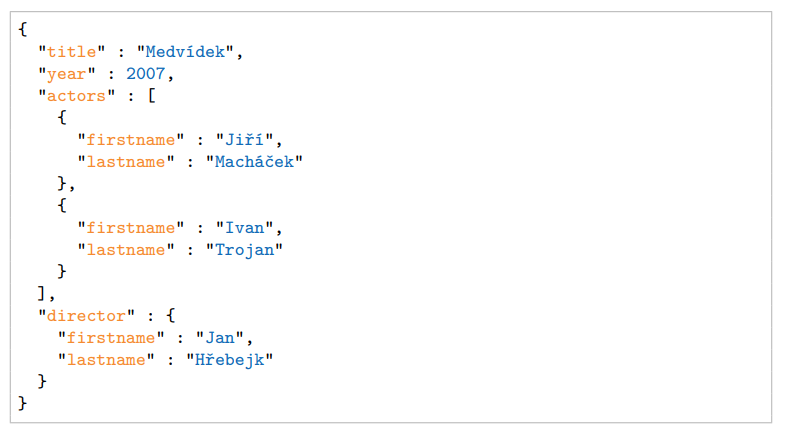 {
  "title" : "Medvídek",
  "year" : 2007,
  "actors" : [
    {
      "firstname" : "Jiří",
      "lastname" : "Macháček"
    },
    {
      "firstname" : "Ivan",
      "lastname" : "Trojan"
    }
  ],
  "director" : {
    "firstname" : "Jan",
    "lastname" : "Hřebejk"
  }
}